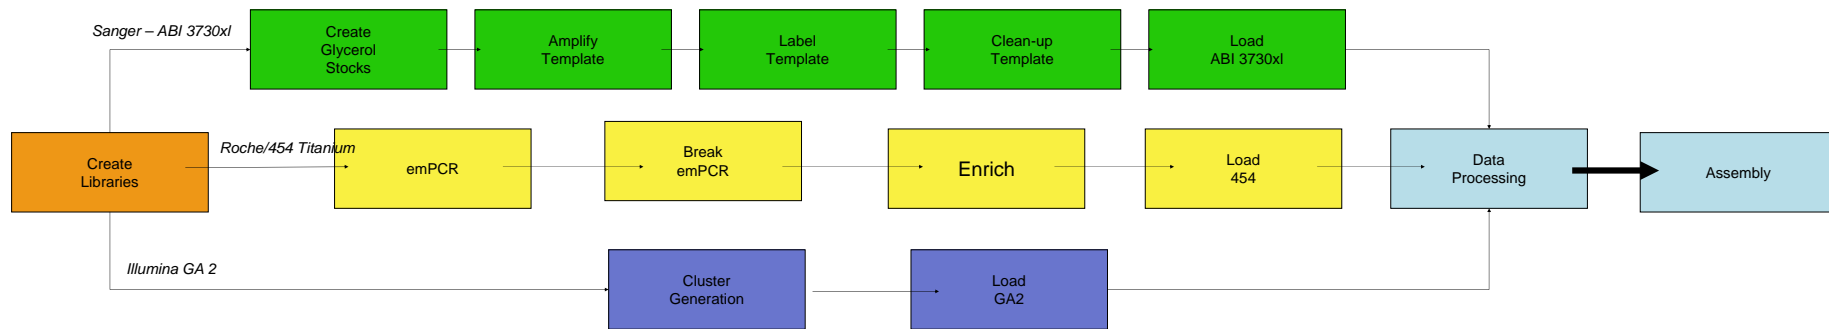 Sanger – ABI 3730xl
Create
Glycerol
Stocks
Amplify
Template
Label
Template
Clean-up
Template
Load
ABI 3730xl
Create
Libraries
Roche/454 Titanium
emPCR
Break
emPCR
Enrich
Load
454
Data
Processing
Assembly
Illumina GA 2
Cluster
Generation
Load
GA2